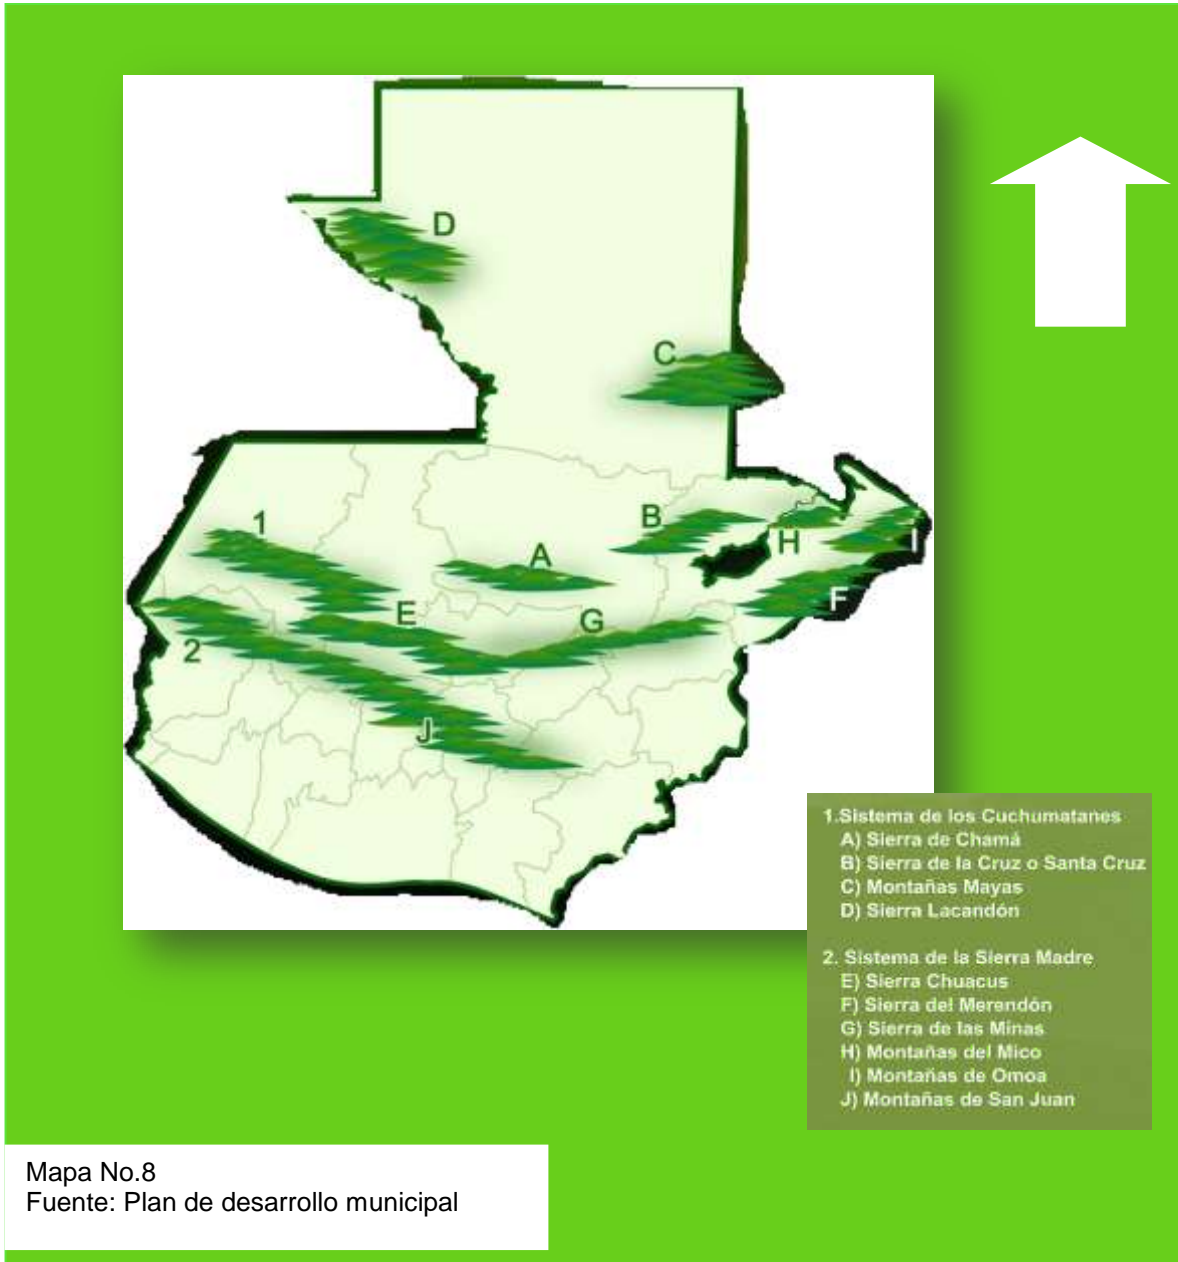 D
C
1
B
H
I
A
E
G
F
2
J
1.Sistema de los Cuchumatanes
A) Sierra de Chamá
B) Sierra de la Cruz o Santa Cruz
C) Montañas Mayas
D) Sierra Lacandón
2. Sistema de la Sierra Madre
E) Sierra Chuacus
F) Sierra del Merendón
G) Sierra de las Minas
H) Montañas del Mico
I) Montañas de Omoa
J) Montañas de San Juan
Mapa No.8
Fuente: Plan de desarrollo municipal